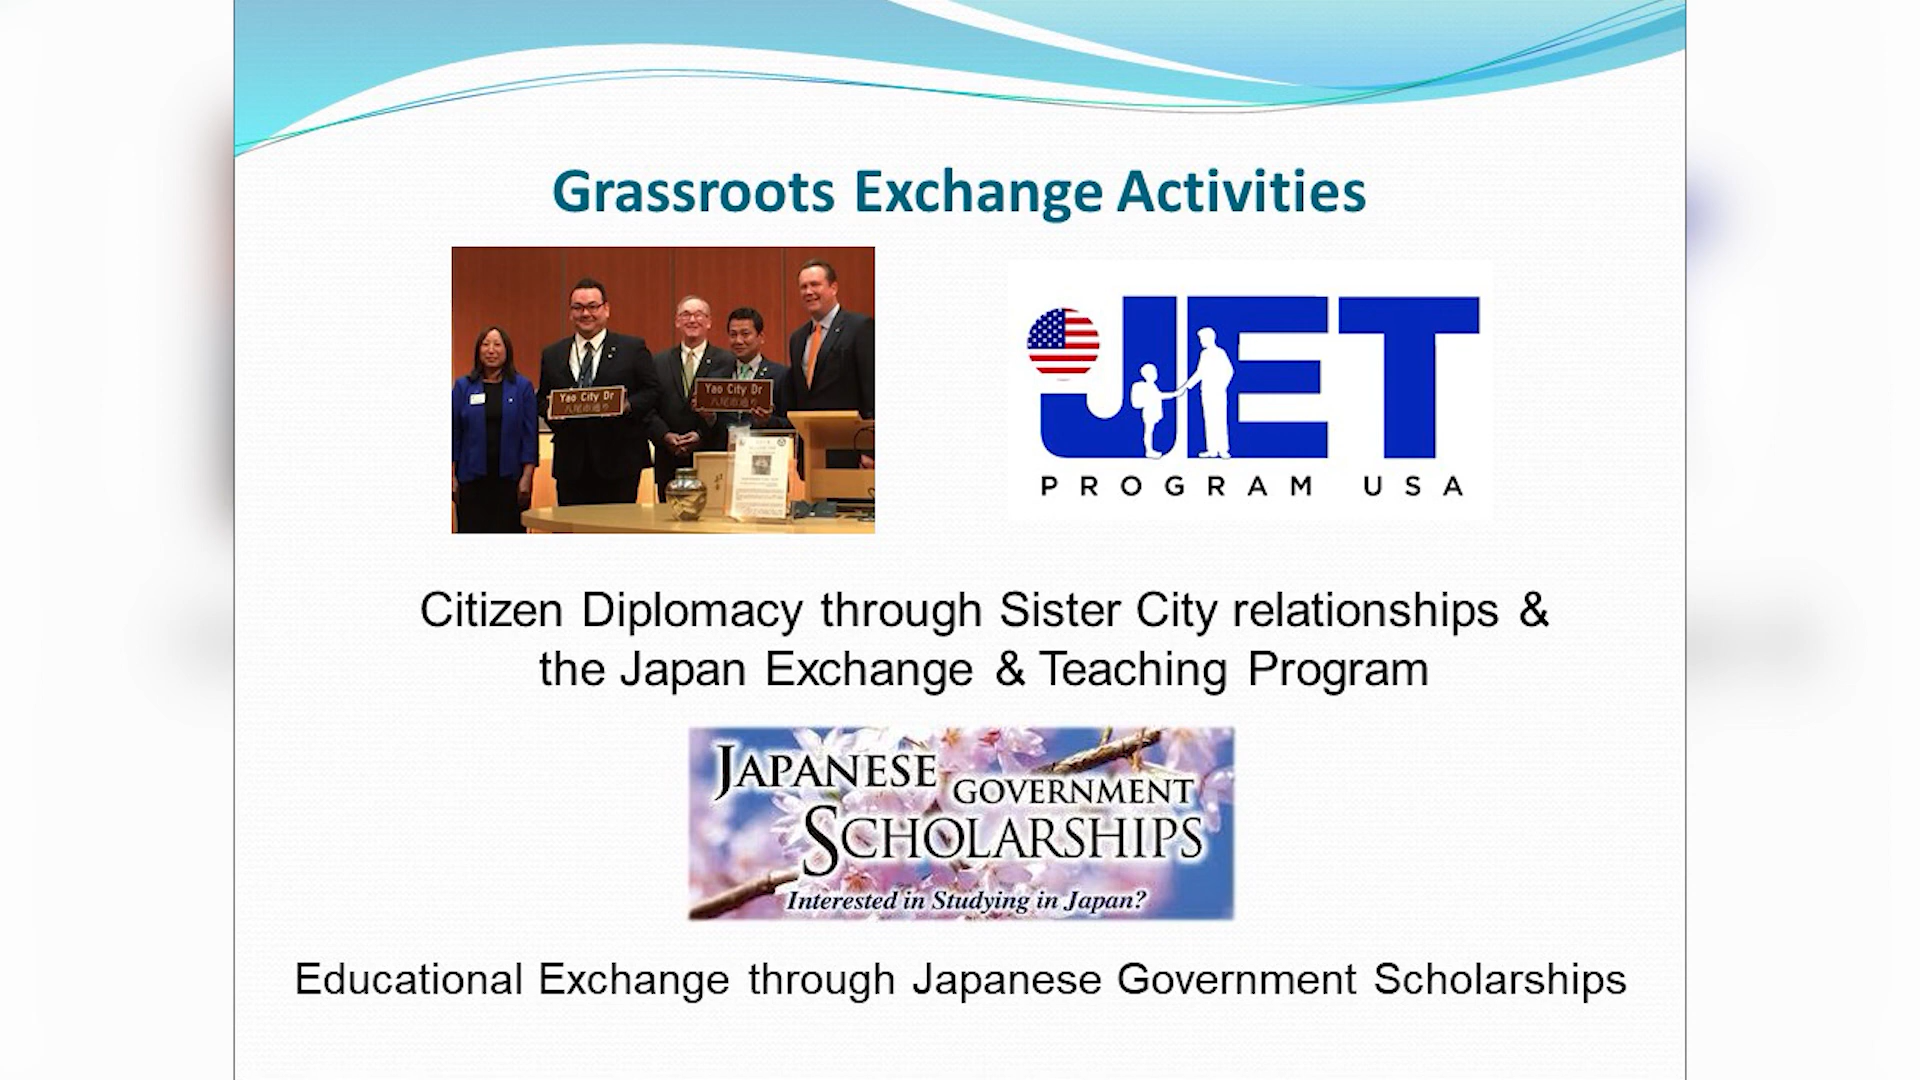 Grassroots Exchange Activities
Yao City Dr
八尾市通り
Yao City Dr
八尾市通り
JET
PROGRAM USA
Citizen Diplomacy through Sister City relationships &
the Japan Exchange & Teaching Program
JAPANESE
GOVERNMENT
SCHOLARSHIPS
Interested in Studying in Japan?
Educational Exchange through Japanese Government Scholarships